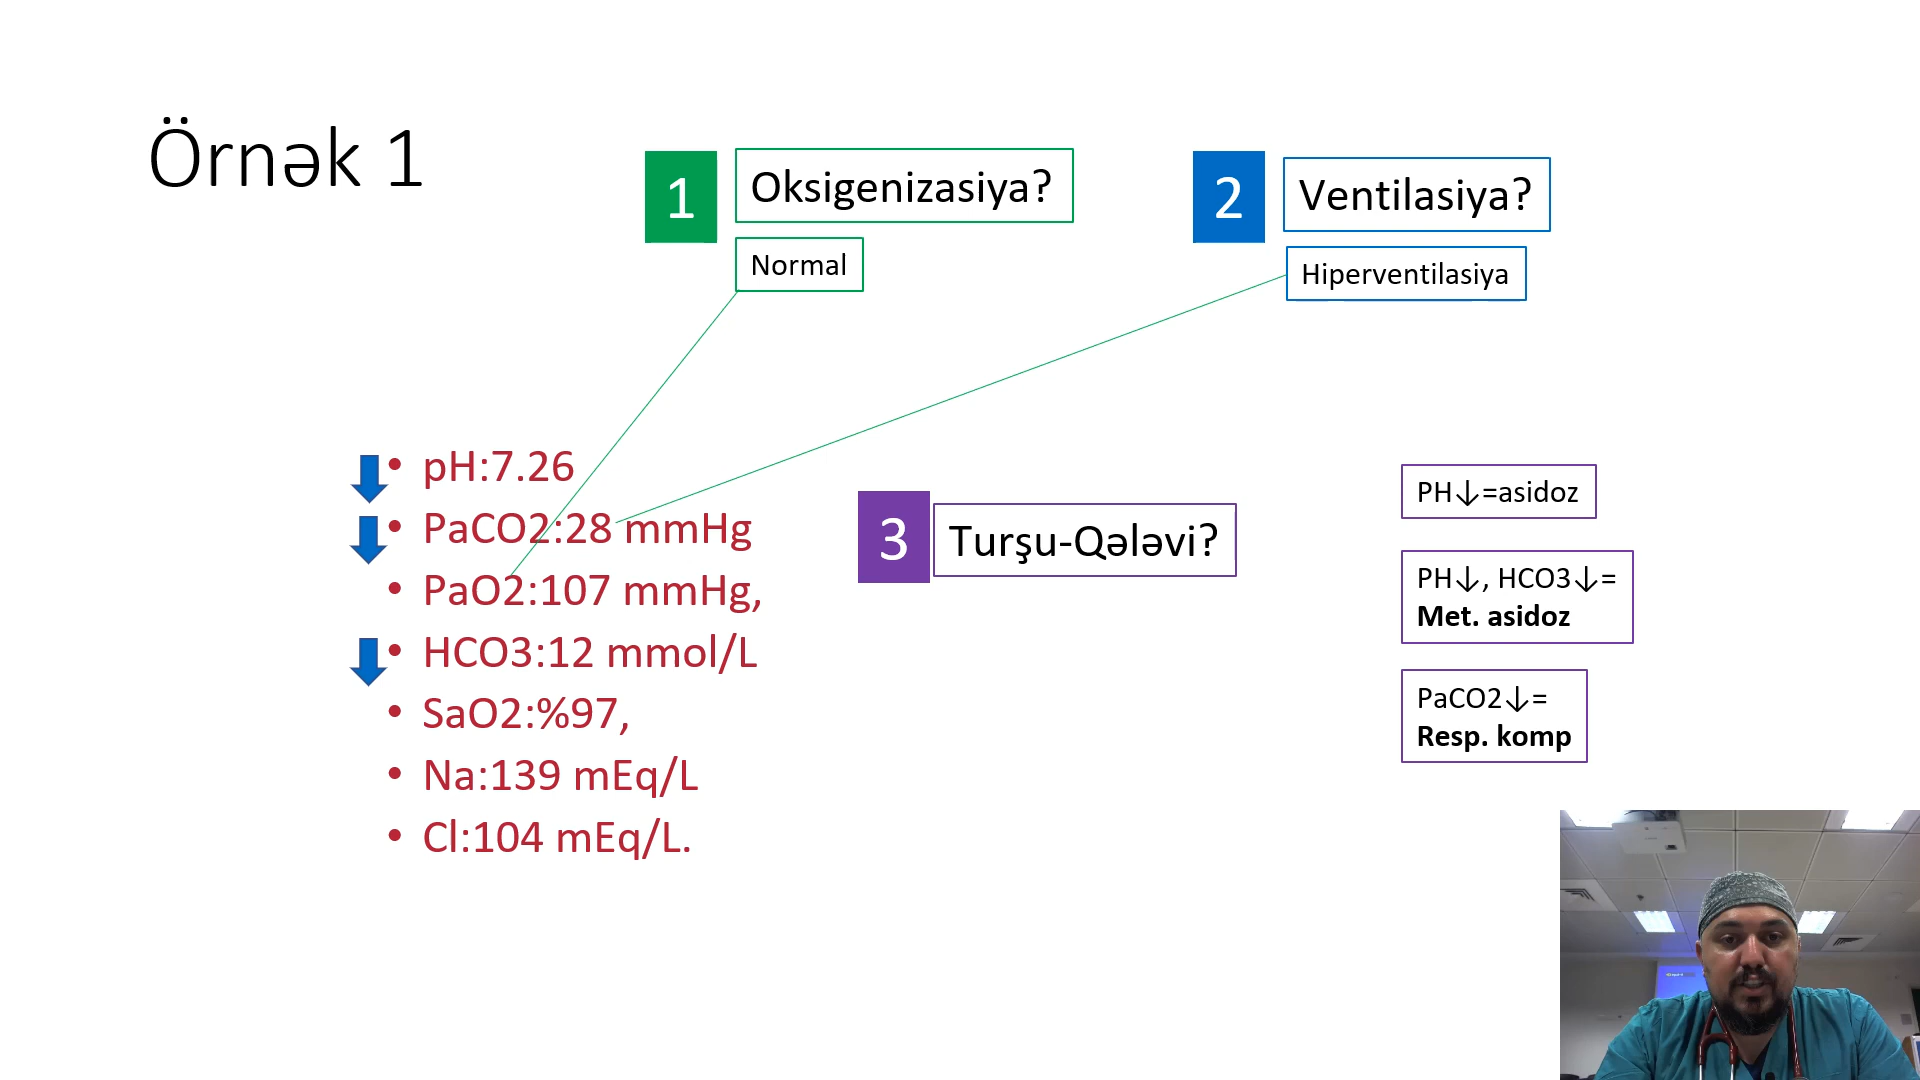 Örnək 1
1
Oksigenizasiya?
Normal
2
Ventilasiya?
Hiperventilasiya
• pH:7.26
• PaCO2:28 mmHg
• PaO2:107 mmHg,
• HCO3:12 mmol/L
• SaO2:%97,
• Na:139 mEq/L
• Cl:104 mEq/L.
3
Turşu-Qələvi?
PH↓=asidoz
PH↓, HCO3↓=
Met. asidoz
PaCO2↓=
Resp. komp